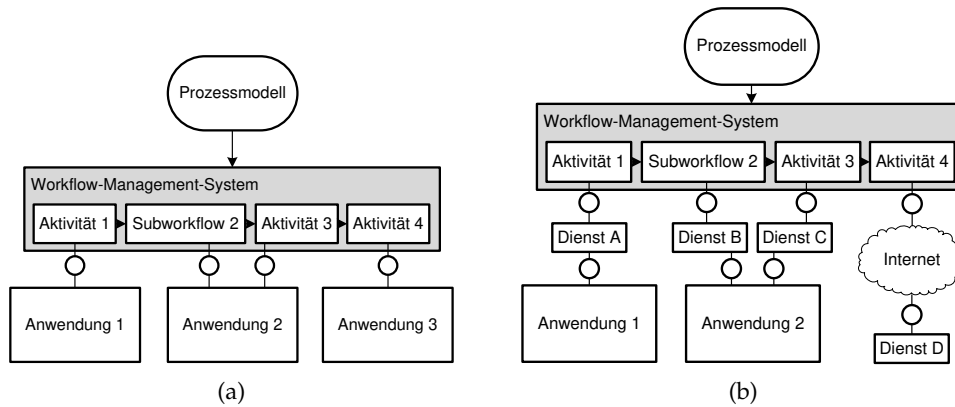 Prozessmodell
Workflow-Management-System
Aktivität 1 Subworkflow 2 Aktivität 3 Aktivität 4
Anwendung 1 Anwendung 2 Anwendung 3
(a)
Prozessmodell
Workflow-Management-System
Aktivität 1 Subworkflow 2 Aktivität 3 Aktivität 4
Dienst A Dienst B Dienst C
Internet
Anwendung 1 Anwendung 2
Dienst D
(b)